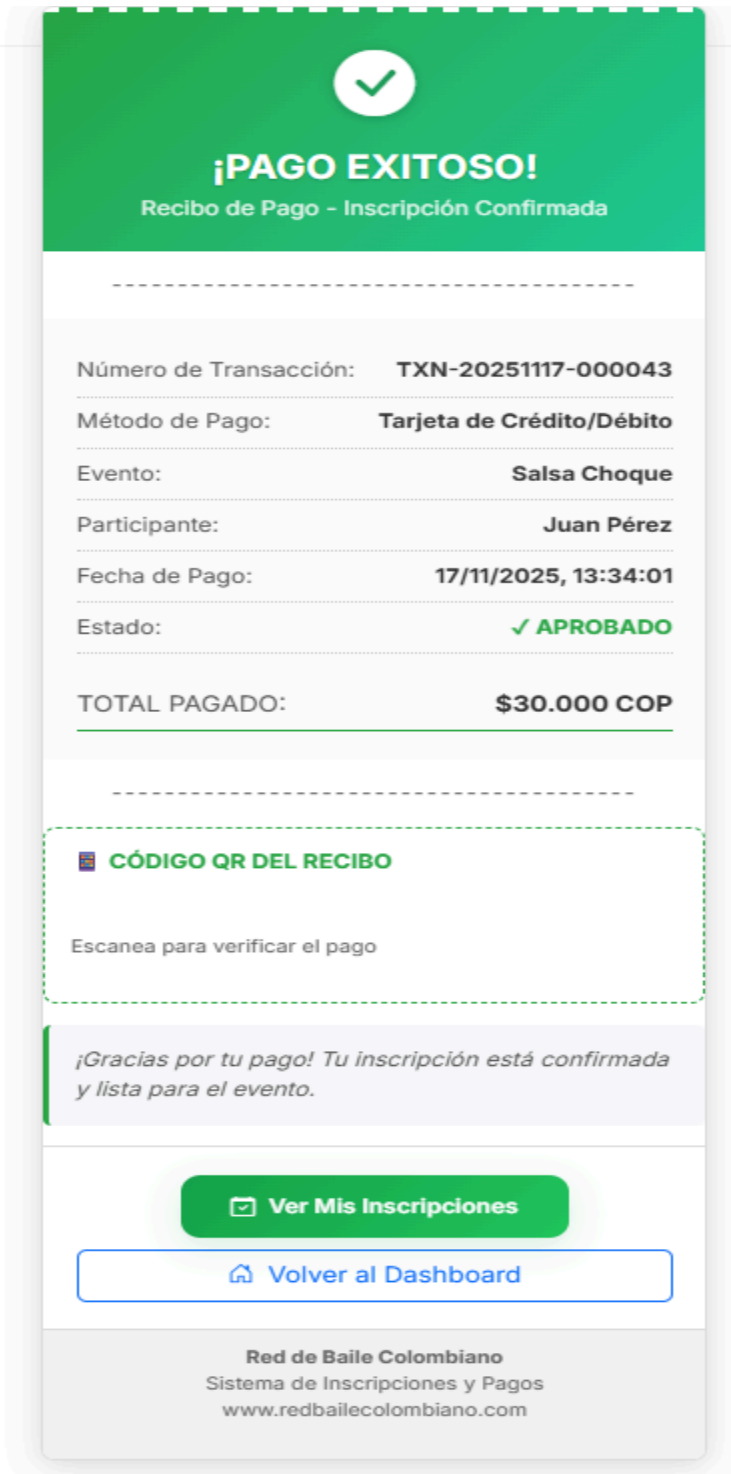 ¡PAGO EXITOSO!
Recibo de Pago - Inscripción Confirmada
Número de Transacción: TXN-20251117-000043
Método de Pago: Tarjeta de Crédito/Débito
Evento: Salsa Choque
Participante: Juan Pérez
Fecha de Pago: 17/11/2025, 13:34:01
Estado: ✓ APROBADO
TOTAL PAGADO: $30.000 COP
CÓDIGO QR DEL RECIBO
Escanea para verificar el pago
¡Gracias por tu pago! Tu inscripción está confirmada
y lista para el evento.
Ver Mis Inscripciones
Volver al Dashboard
Red de Baile Colombiano
Sistema de Inscripciones y Pagos
www.redbailecolombiano.com